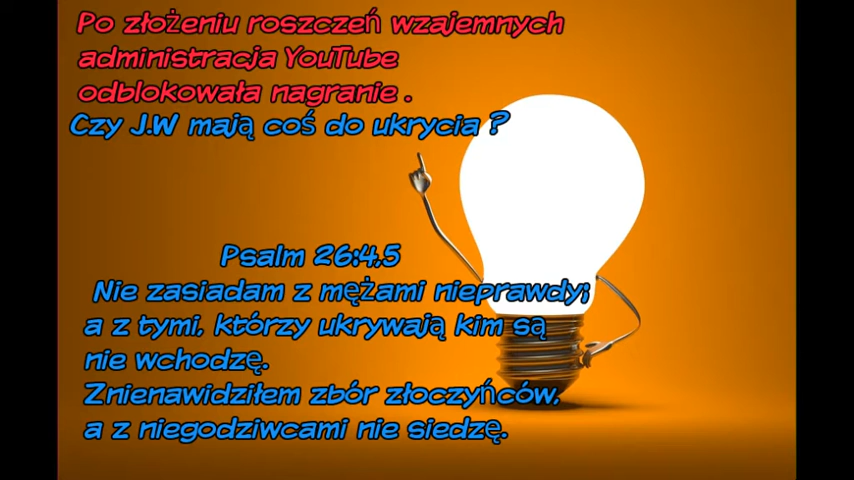 Po złożeniu roszczeń wzajemnych
administracja YouTube
odblokowała nagranie .
Czy J.W mają coś do ukrycia ?
Psalm 26:4,5
Nie zasiadam z mężami nieprawdy;
a z tymi, którzy ukrywają kim są
nie wchodzę.
Znienawidziłem zbór złoczyńców,
a z niegodziwcami nie siedzę.